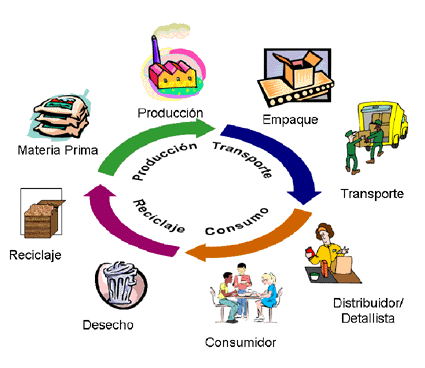 Producción
Empaque
Materia Prima
Transporte
Producción
Transporte
Reciclaje
Consumo
Reciclaje
Distribuidor/
Detallista
Desecho
Consumidor